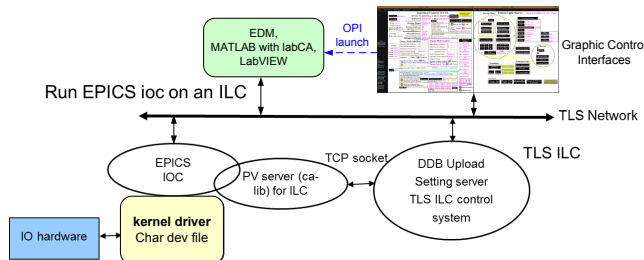 EDM,
MATLAB with labCA,
LabVIEW
OPI
launch
Graphic Contro
Interfaces
Run EPICS ioc on an ILC
TLS Network
EPICS
IOC
PV server (ca-
lib) for ILC
TCP socket
TLS ILC
DDB Upload
Setting server
TLS ILC control
system
kernel driver
Char dev file
IO hardware